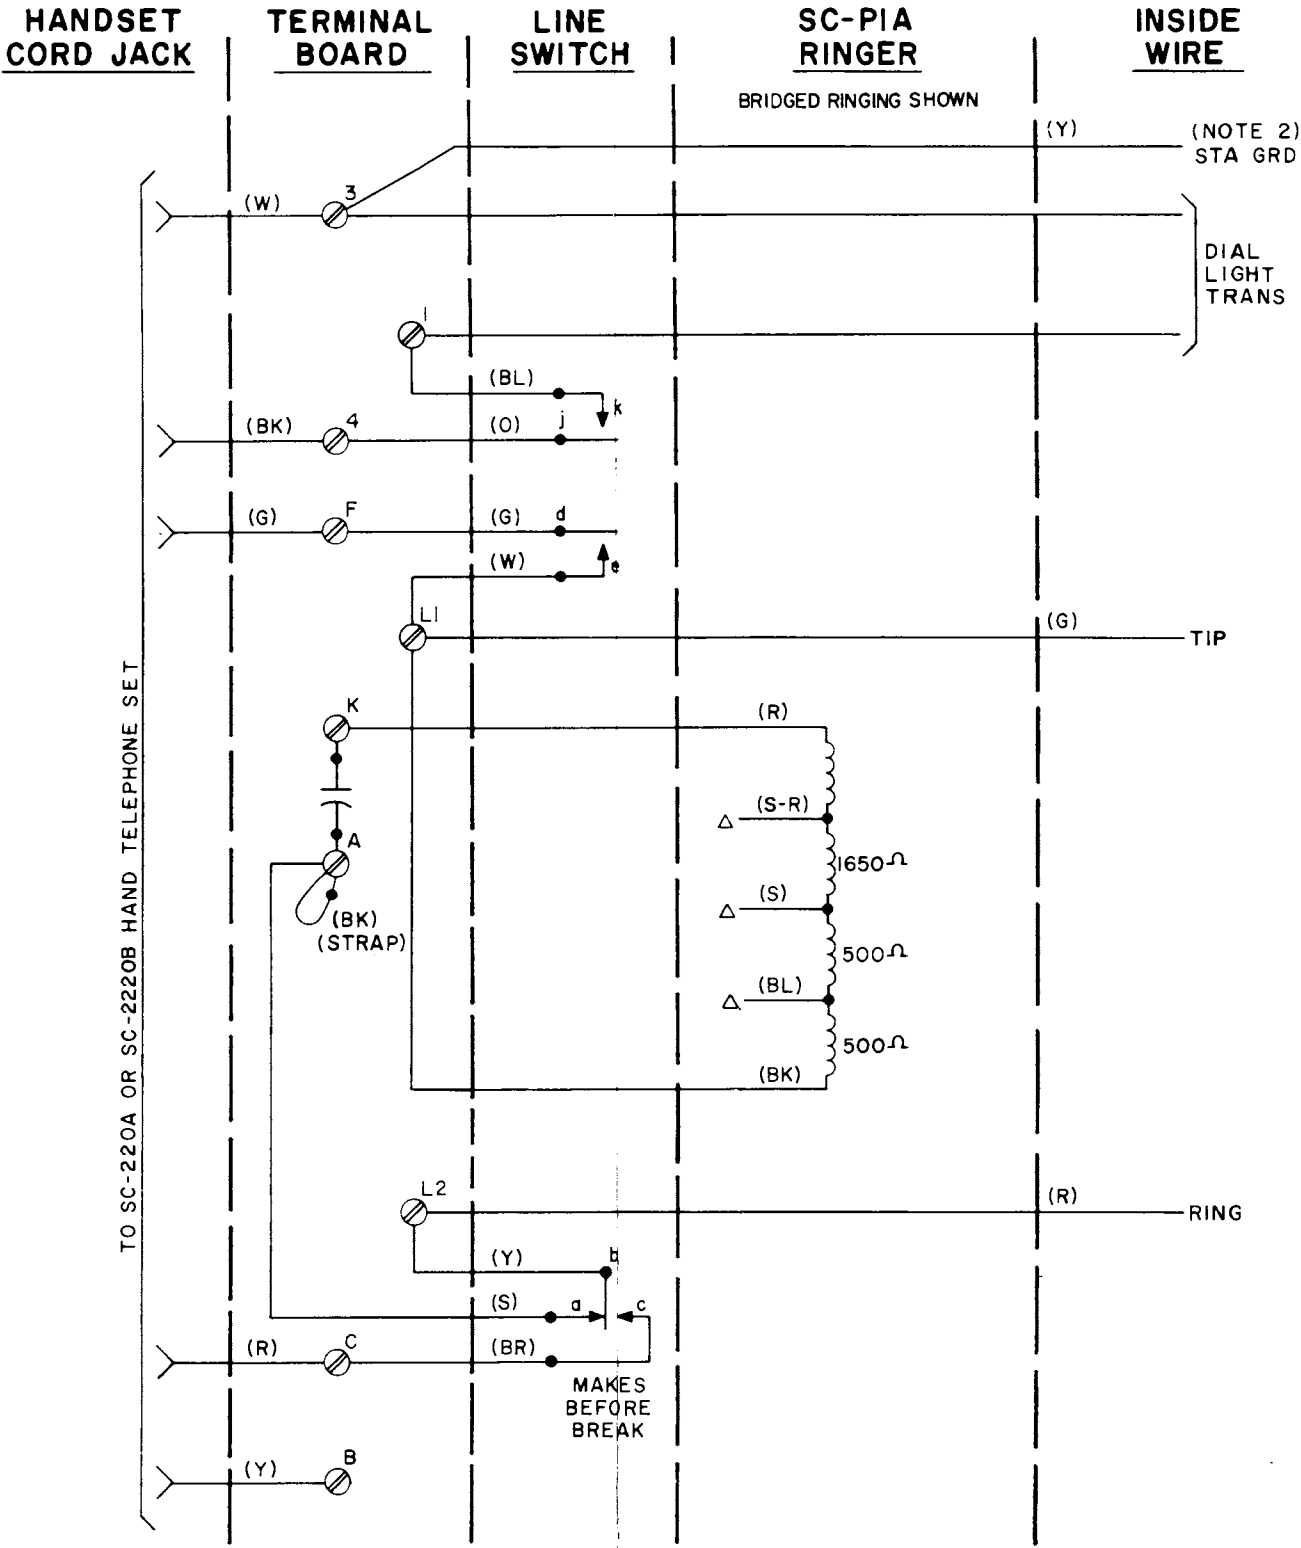 HANDSET
CORD JACK
TERMINAL
BOARD
LINE
SWITCH
SC-P1A
RINGER
INSIDE
WIRE
BRIDGED RINGING SHOWN
(Y)
(NOTE 2)
STA GRD
(W)
3
DIAL
LIGHT
TRANS
1
(BL)
k
(BK)
4
(O)
j
(G)
F
(G)
d
(W)
e
L1
(G)
TIP
K
(R)
(S-R)
A
1650Ω
(S)
(BK)
(STRAP)
500Ω
(BL)
500Ω
(BK)
TO SC-220A OR SC-2220B HAND TELEPHONE SET
L2
(R)
RING
(Y)
b
(S)
a
c
(R)
C
(BR)
MAKES
BEFORE
BREAK
(Y)
B